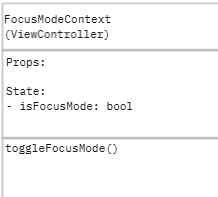 FocusModeContext
(ViewController)
Props:
State:
- isFocusMode: bool
toggleFocusMode()